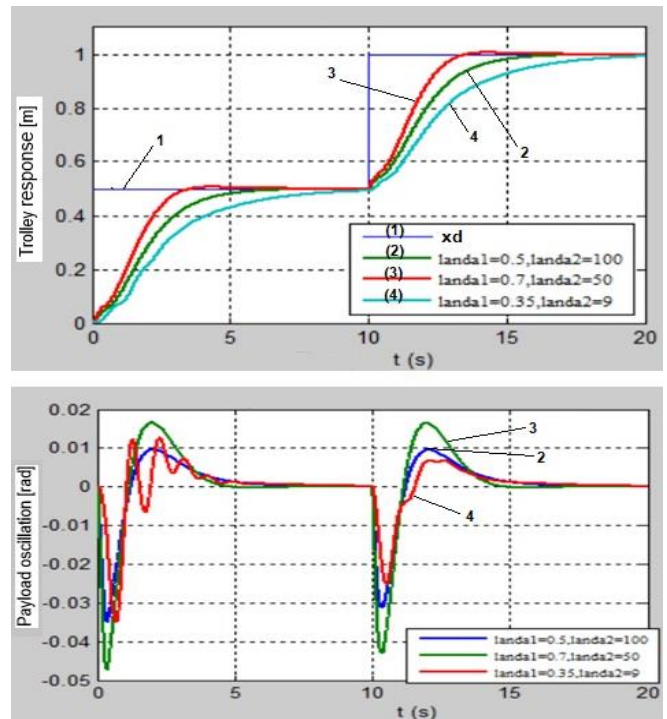 Trolley response [m]
1
0.8
0.6
0.4
0.2
0
3
1
4
2
(1) xd
(2) landa1=0.5,landa2=100
(3) landa1=0.7,landa2=50
(4) landa1=0.35,landa2=9
0 5 10 15 20
t (s)
Payload oscillation [rad]
0.02
0.01
0
-0.01
-0.02
-0.03
-0.04
-0.05
3
2
4
landa1=0.5,landa2=100
landa1=0.7,landa2=50
landa1=0.35,landa2=9
0 5 10 15 20
t (s)